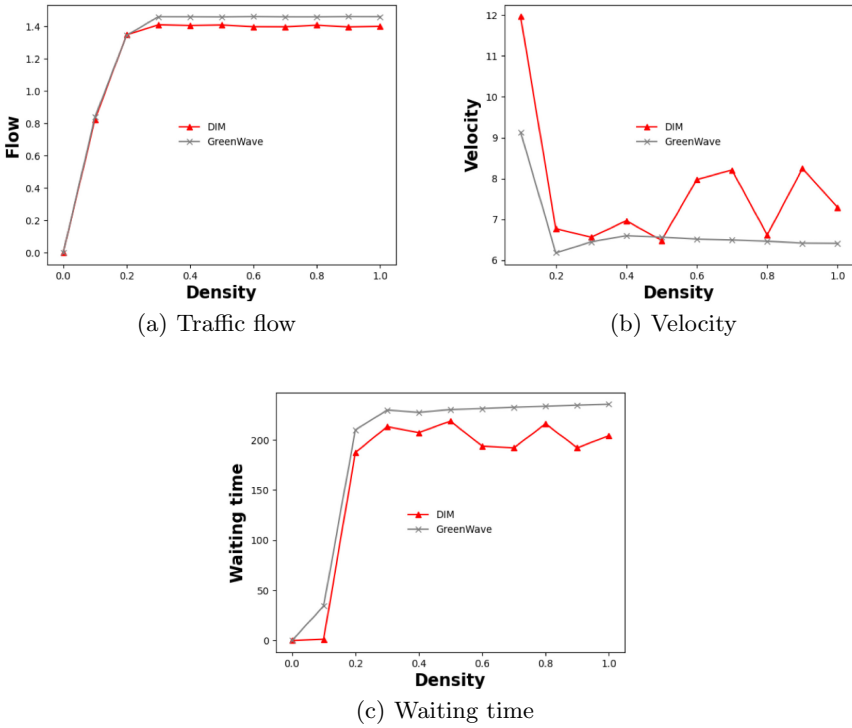 1.4
1.2
1.0
0.8
0.6
0.4
0.2
0.0
Flow
DIM
GreenWave
0.0 0.2 0.4 0.6 0.8 1.0
Density
(a) Traffic flow
12
11
10
9
8
7
6
Velocity
DIM
GreenWave
0.2 0.4 0.6 0.8 1.0
Density
(b) Velocity
200
150
100
50
0
Waiting time
DIM
GreenWave
0.0 0.2 0.4 0.6 0.8 1.0
Density
(c) Waiting time